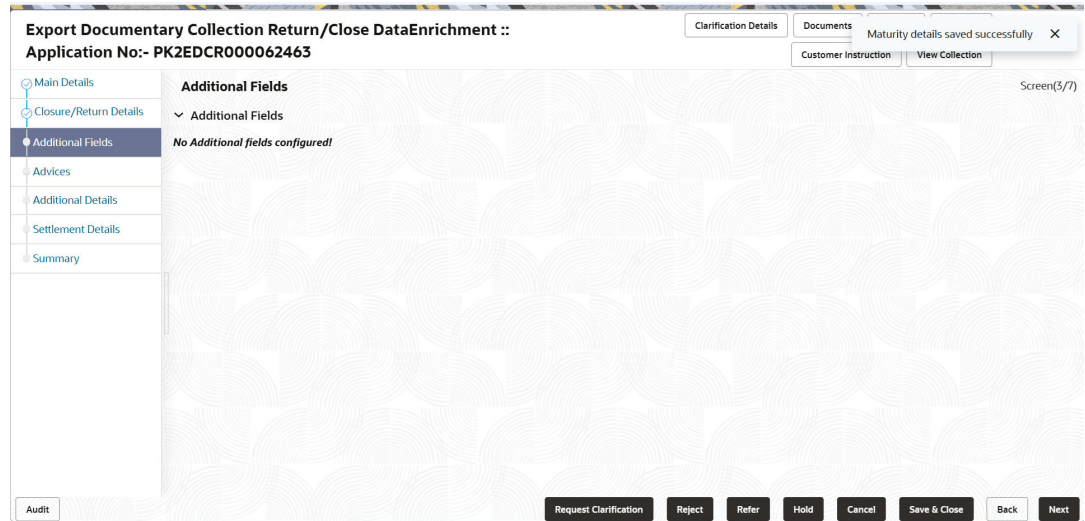 Export Documentary Collection Return/Close DataEnrichment ::
Application No:- PK2EDCR000062463
Clarification Details
Documents
Maturity details saved successfully
Customer Instruction
View Collection
Main Details
Closure/Return Details
Additional Fields
Advices
Additional Details
Settlement Details
Summary
Additional Fields
Screen(3/7)
Additional Fields
No Additional fields configured!
Audit
Request Clarification
Reject
Refer
Hold
Cancel
Save & Close
Back
Next